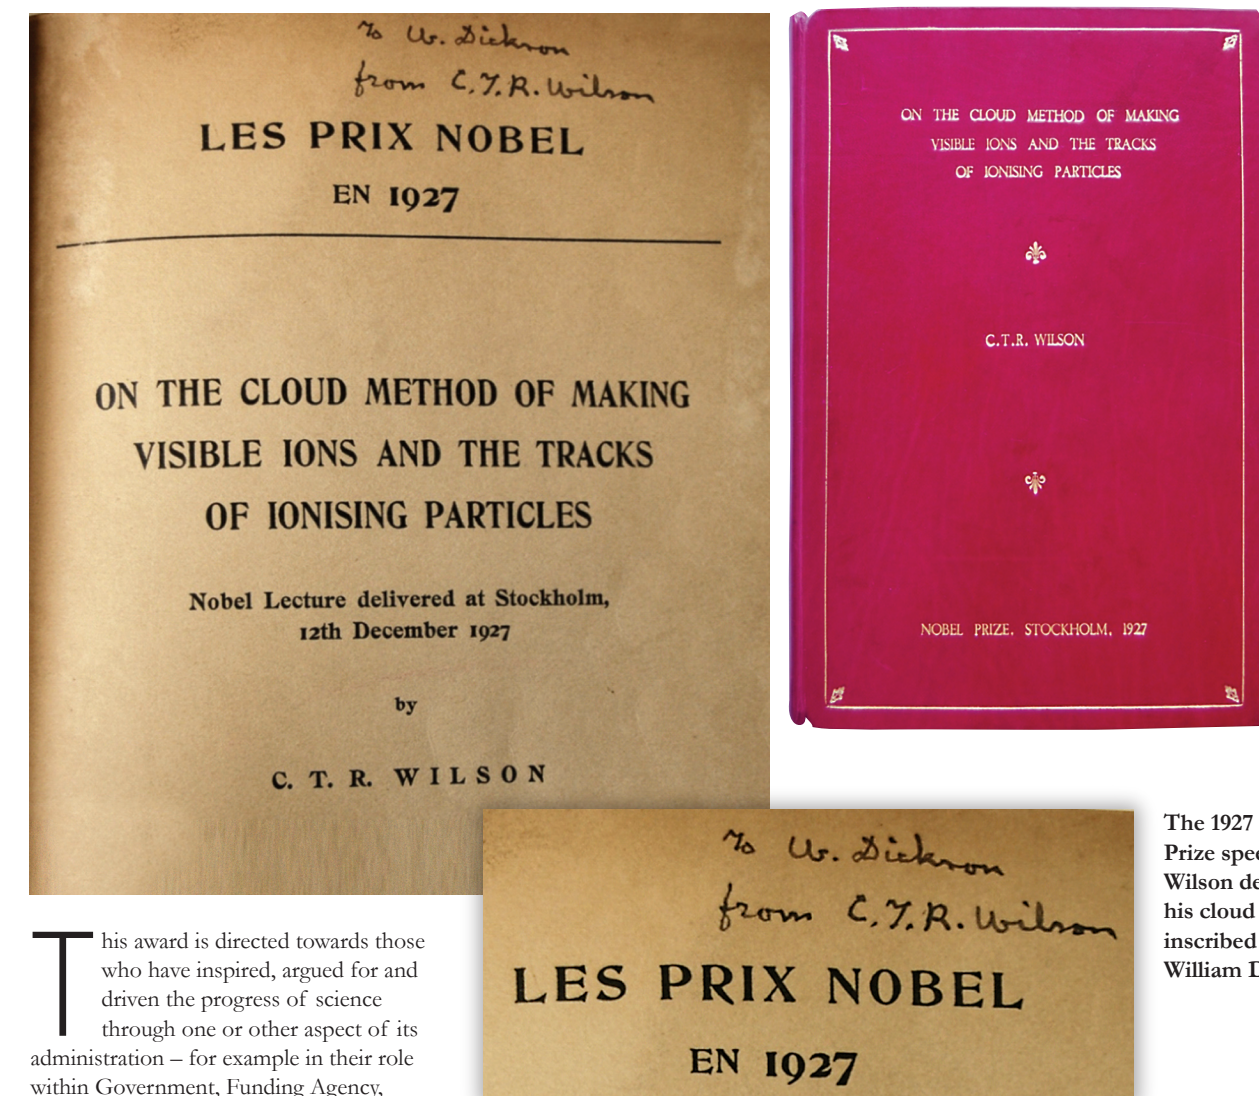 To W. Dickson
from C.T.R. Wilson
LES PRIX NOBEL
EN 1927
ON THE CLOUD METHOD OF MAKING
VISIBLE IONS AND THE TRACKS
OF IONISING PARTICLES
Nobel Lecture delivered at Stockholm,
12th December 1927
by
C. T. R. WILSON
ON THE CLOUD METHOD OF MAKING
VISIBLE IONS AND THE TRACKS
OF IONISING PARTICLES
C.T.R. WILSON
NOBEL PRIZE. STOCKHOLM, 1927
To W. Dickson
from C.T.R. Wilson
LES PRIX NOBEL
EN 1927
The 1927
Prize
Wilson
his cloud
inscribed
William
This award is directed towards those
who have inspired, argued for and
driven the progress of science
through one or other aspect of its
administration – for example in their role
within Government, Funding Agency,